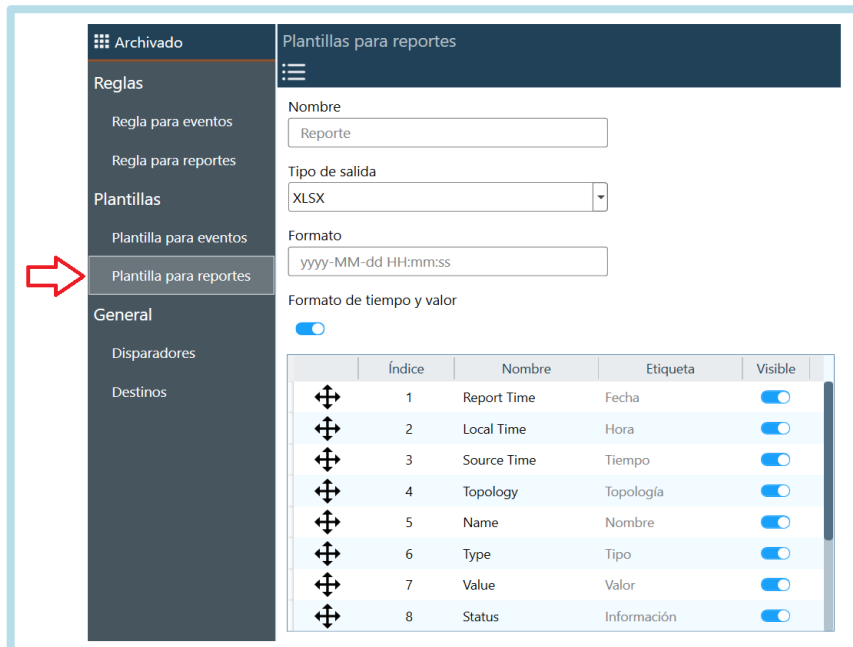 Archivado
Plantillas para reportes
Reglas
Regla para eventos
Regla para reportes
Plantillas
Plantilla para eventos
Plantilla para reportes
General
Disparadores
Destinos
Nombre
Reporte
Tipo de salida
XLSX
Formato
yyyy-MM-dd HH:mm:ss
Formato de tiempo y valor
Índice Nombre Etiqueta Visible
1 Report Time Fecha
2 Local Time Hora
3 Source Time Tiempo
4 Topology Topología
5 Name Nombre
6 Type Tipo
7 Value Valor
8 Status Información